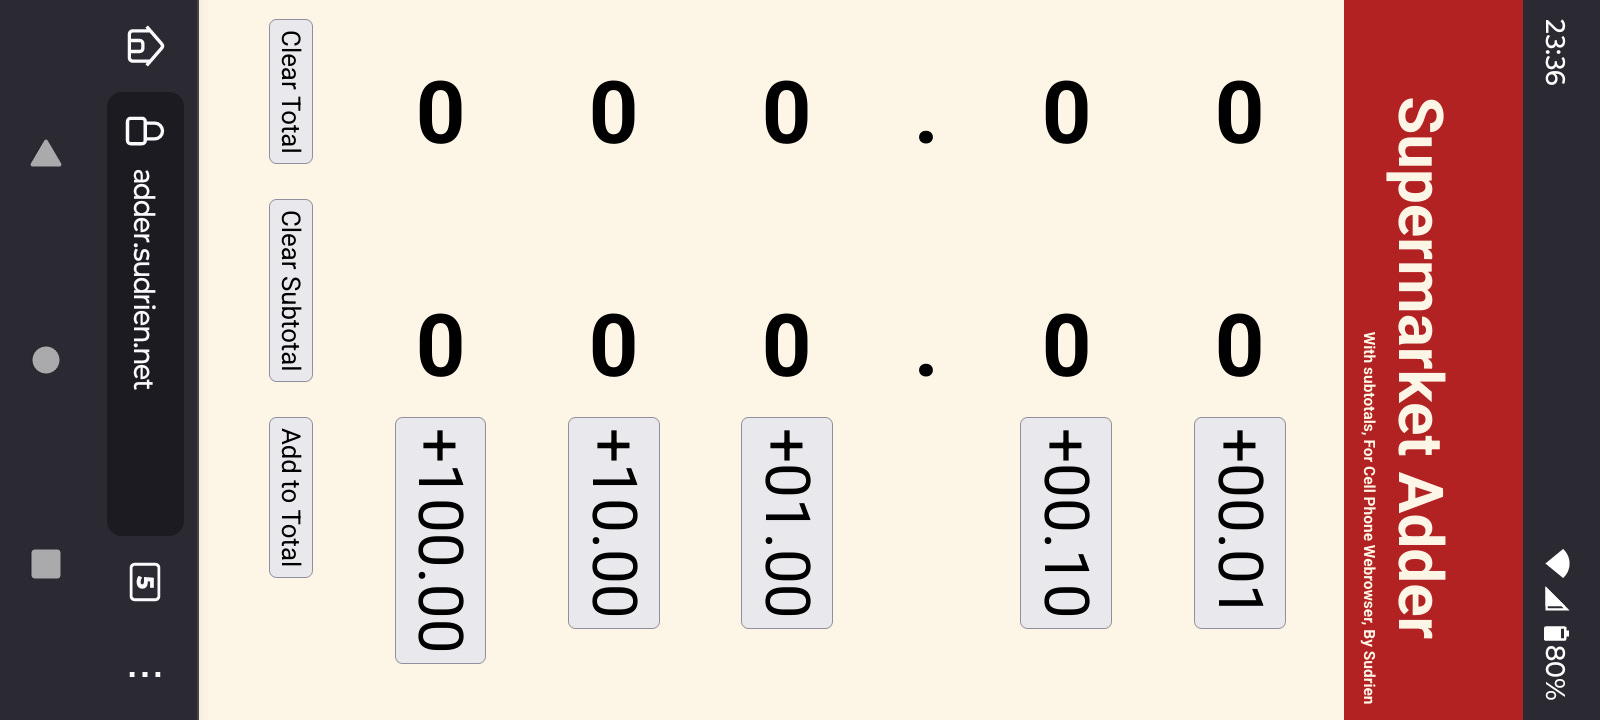 23:36
80%
Supermarket Adder
With subtotals, For Cell Phone Webrowser, By Sudrien
0 0 +00.01
0 0 +00.10
. .
0 0 +01.00
0 0 +10.00
0 0 +100.00
Clear Total Clear Subtotal Add to Total
adder.sudrien.net
5